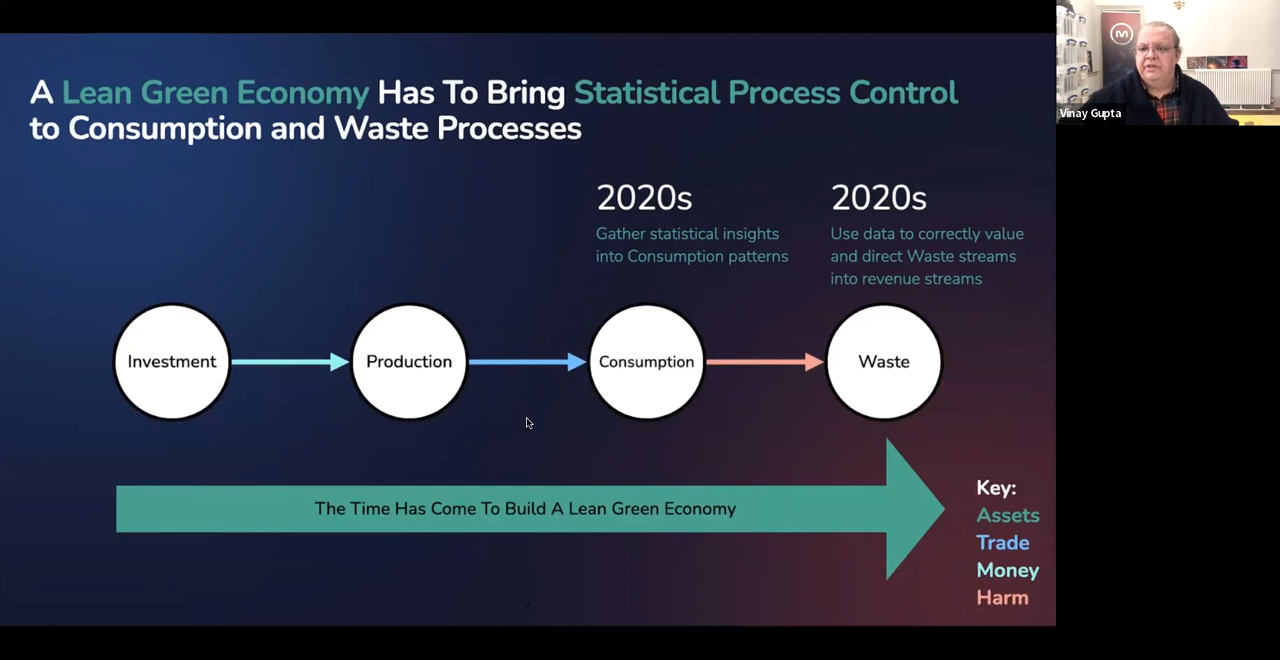 A Lean Green Economy Has To Bring Statistical Process Control
to Consumption and Waste Processes
2020s
Gather statistical insights
into Consumption patterns
2020s
Use data to correctly value
and direct Waste streams
into revenue streams
Investment
Production
Consumption
Waste
The Time Has Come To Build A Lean Green Economy
Key:
Assets
Trade
Money
Harm
M
Vinay Gupta